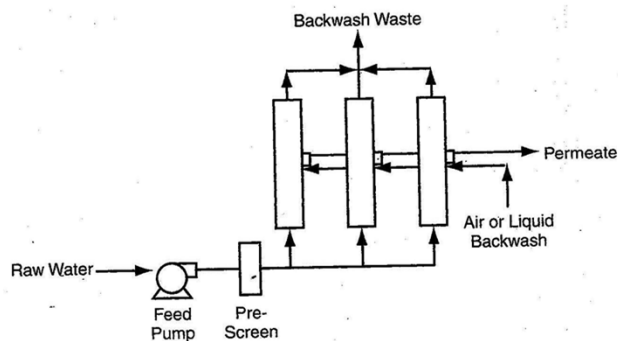 Backwash Waste
Permeate
Air or Liquid
Backwash
Raw Water
Feed
Pump
Pre-
Screen